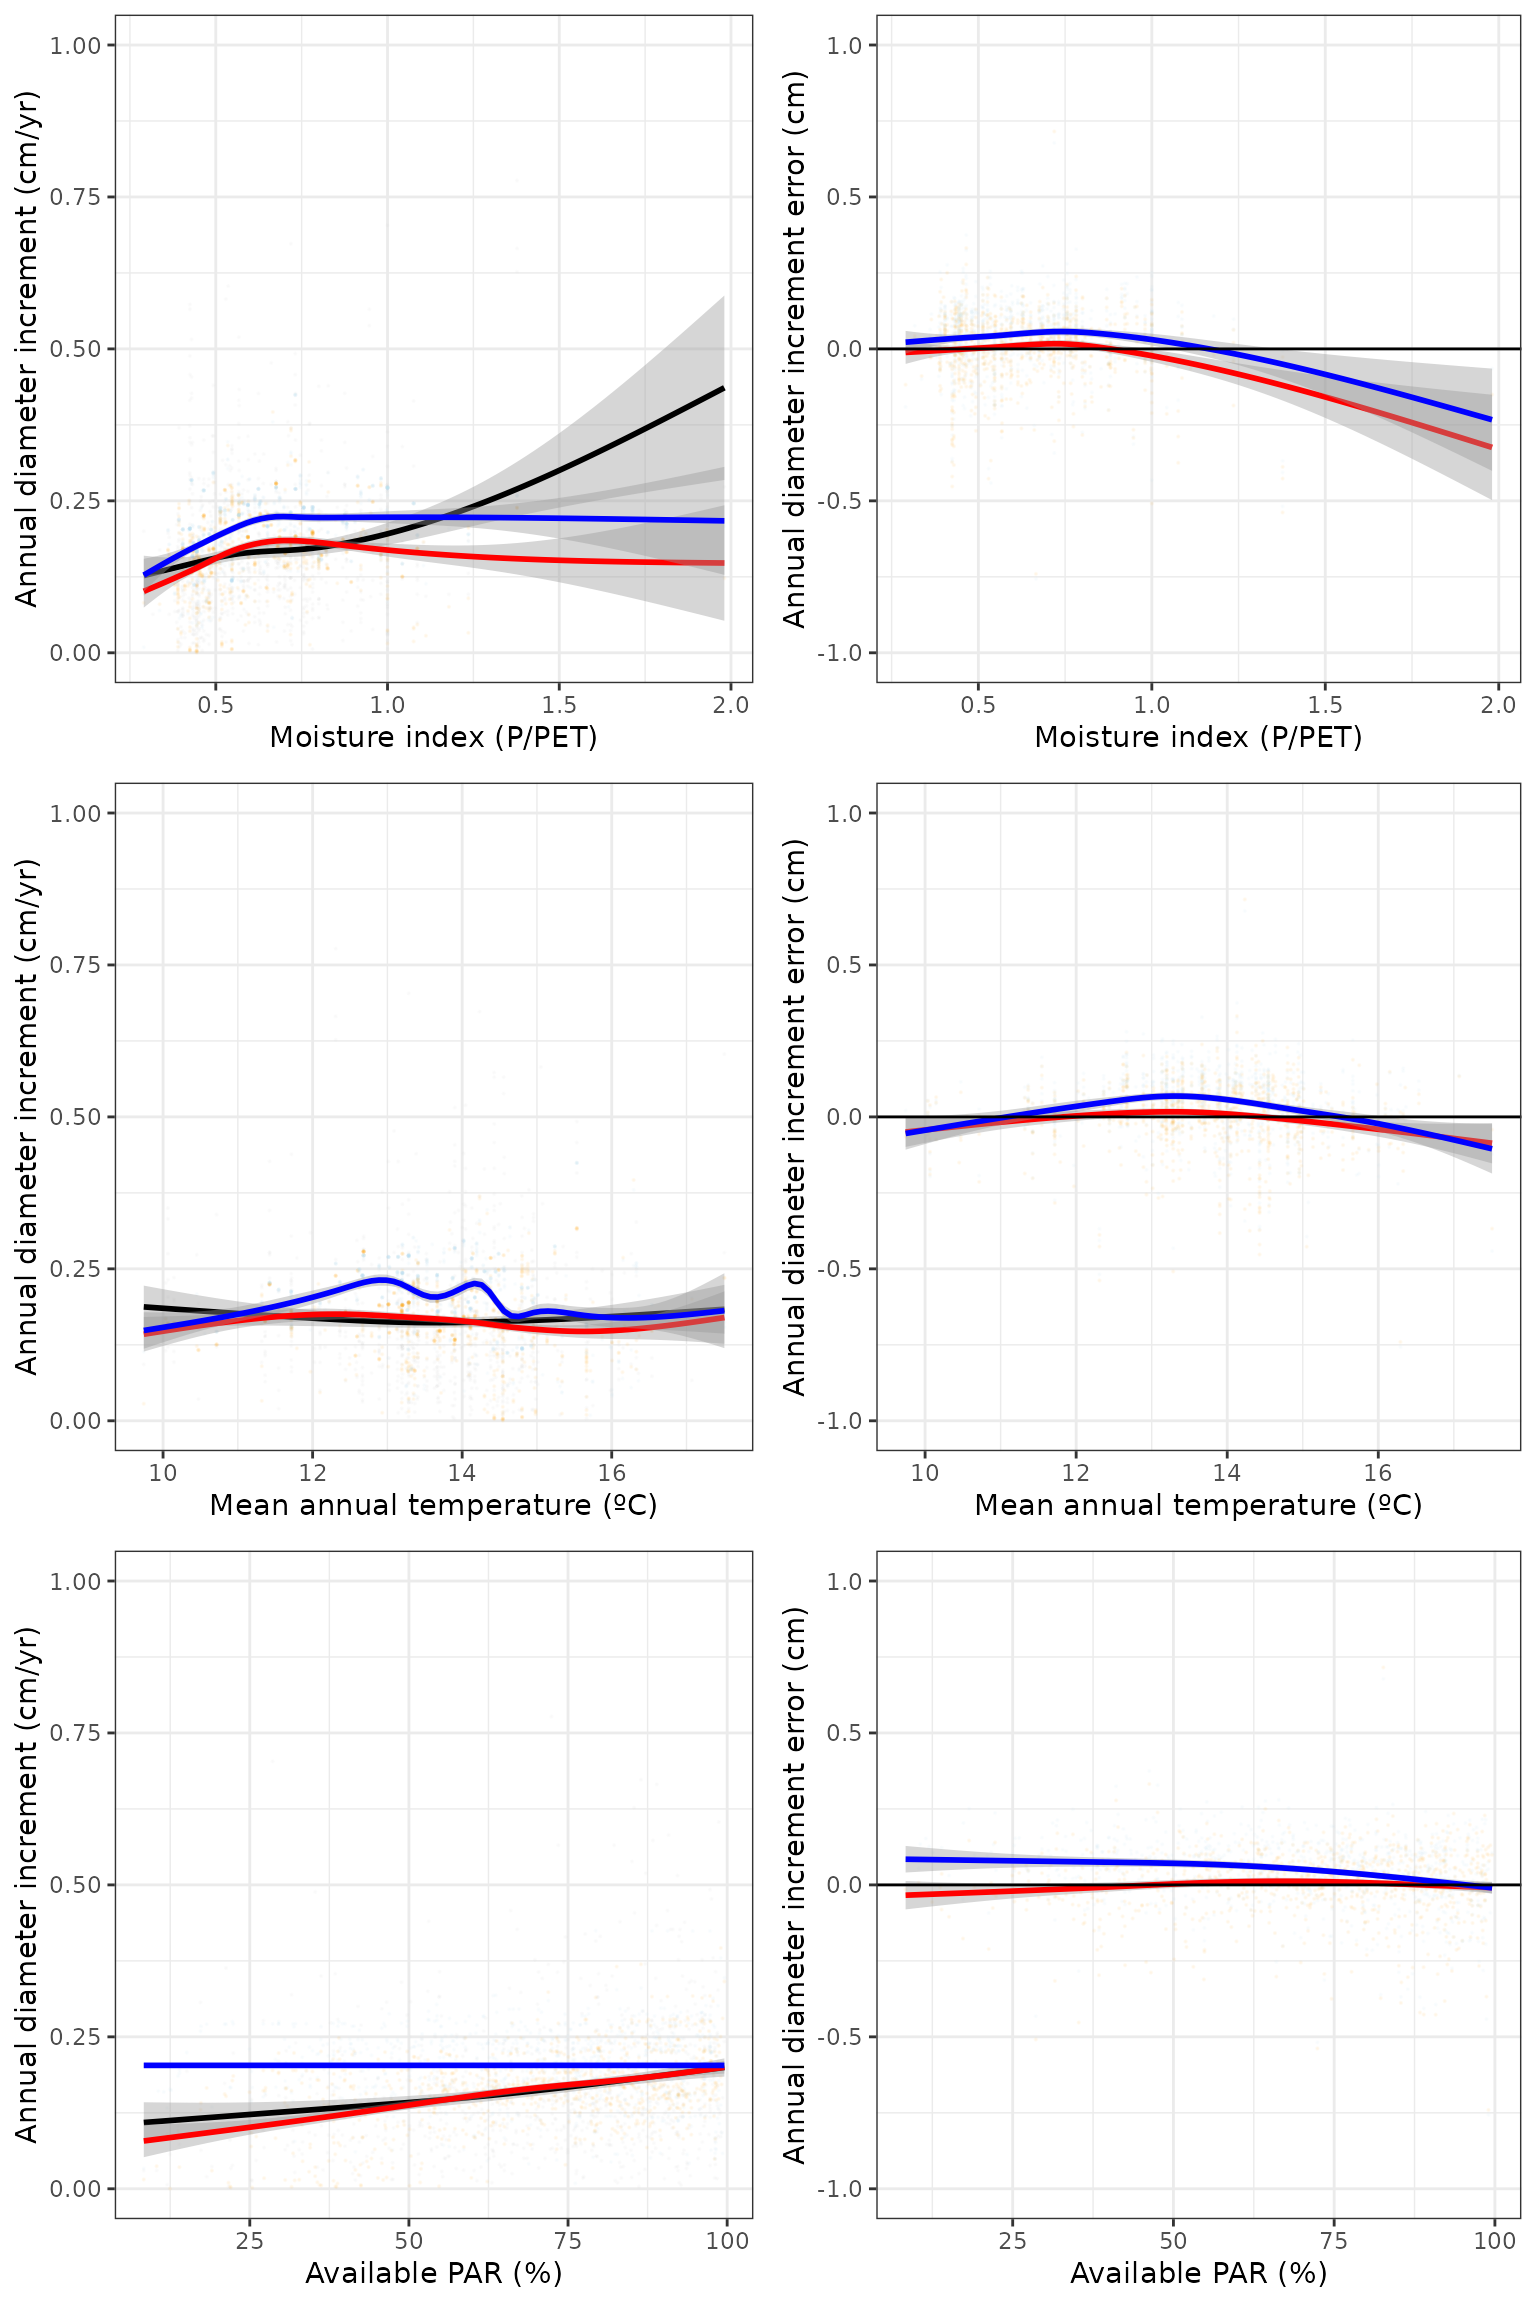 Annual diameter increment (cm/yr)
1.00
0.75
0.50
0.25
0.00
0.5 1.0 1.5 2.0
Moisture index (P/PET)
Annual diameter increment error (cm)
1.0
0.5
0.0
-0.5
-1.0
0.5 1.0 1.5 2.0
Moisture index (P/PET)
Annual diameter increment (cm/yr)
1.00
0.75
0.50
0.25
0.00
10 12 14 16
Mean annual temperature (ºC)
Annual diameter increment error (cm)
1.0
0.5
0.0
-0.5
-1.0
10 12 14 16
Mean annual temperature (ºC)
Annual diameter increment (cm/yr)
1.00
0.75
0.50
0.25
0.00
25 50 75 100
Available PAR (%)
Annual diameter increment error (cm)
1.0
0.5
0.0
-0.5
-1.0
25 50 75 100
Available PAR (%)